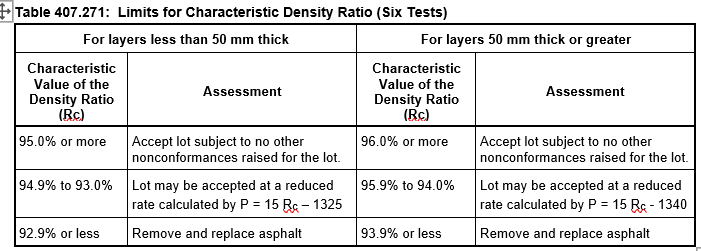 Table 407.271: Limits for Characteristic Density Ratio (Six Tests)
For layers less than 50 mm thick
For layers 50 mm thick or greater
Characteristic
Value of the
Density Ratio
(Rc)
Assessment
Characteristic
Value of the
Density Ratio
(Rc)
Assessment
95.0% or more
Accept lot subject to no other
nonconformances raised for the lot.
96.0% or more
Accept lot subject to no other
nonconformances raised for the lot.
94.9% to 93.0%
Lot may be accepted at a reduced
rate calculated by P = 15 Rc – 1325
95.9% to 94.0%
Lot may be accepted at a reduced
rate calculated by P = 15 Rc - 1340
92.9% or less
Remove and replace asphalt
93.9% or less
Remove and replace asphalt